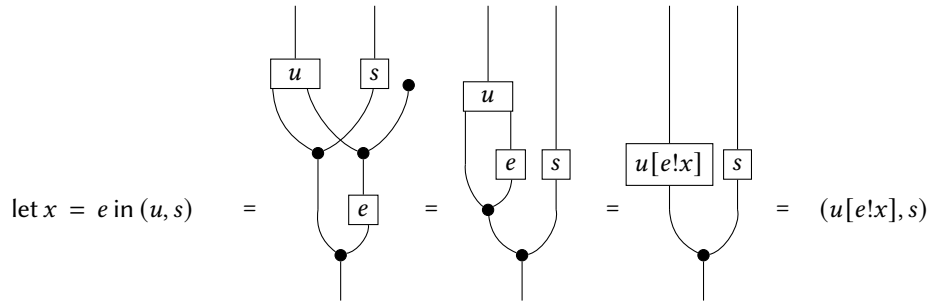 u s u
e u[e!x] s
let x = e in (u, s) = e = s = = (u[e!x], s)